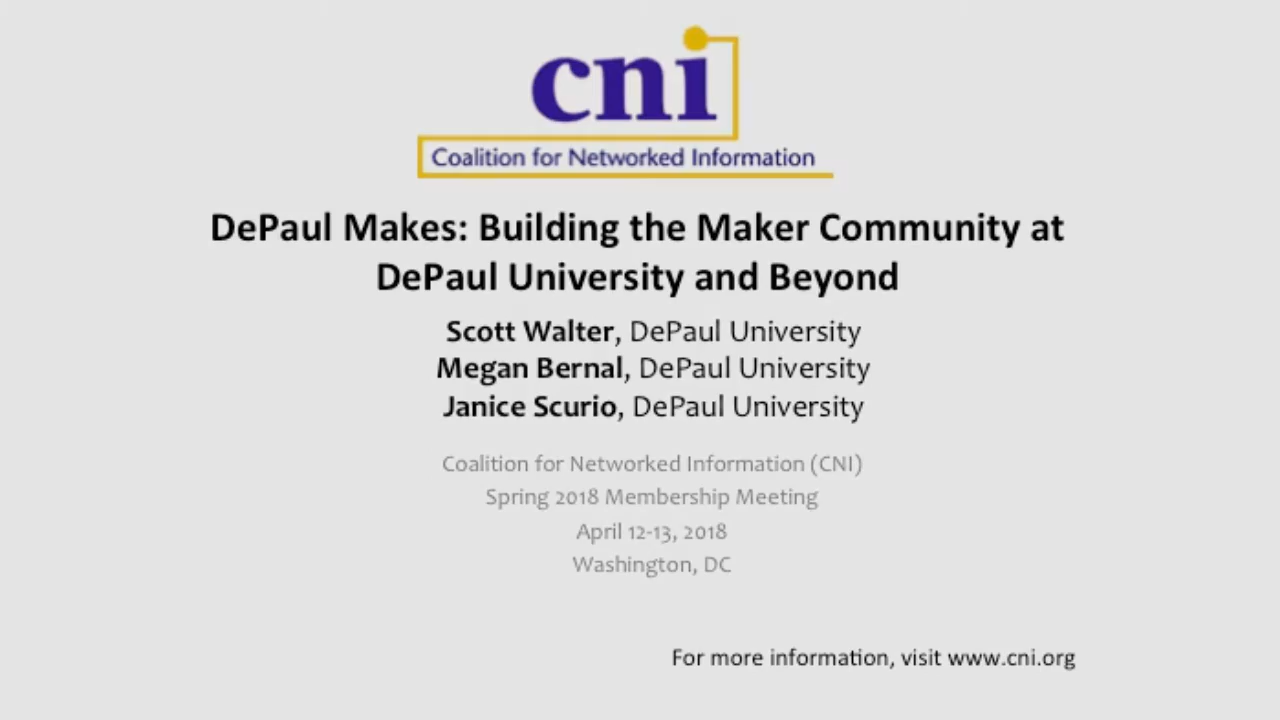 cni
Coalition for Networked Information
DePaul Makes: Building the Maker Community at
DePaul University and Beyond
Scott Walter, DePaul University
Megan Bernal, DePaul University
Janice Scurio, DePaul University
Coalition for Networked Information (CNI)
Spring 2018 Membership Meeting
April 12-13, 2018
Washington, DC
For more information, visit www.cni.org